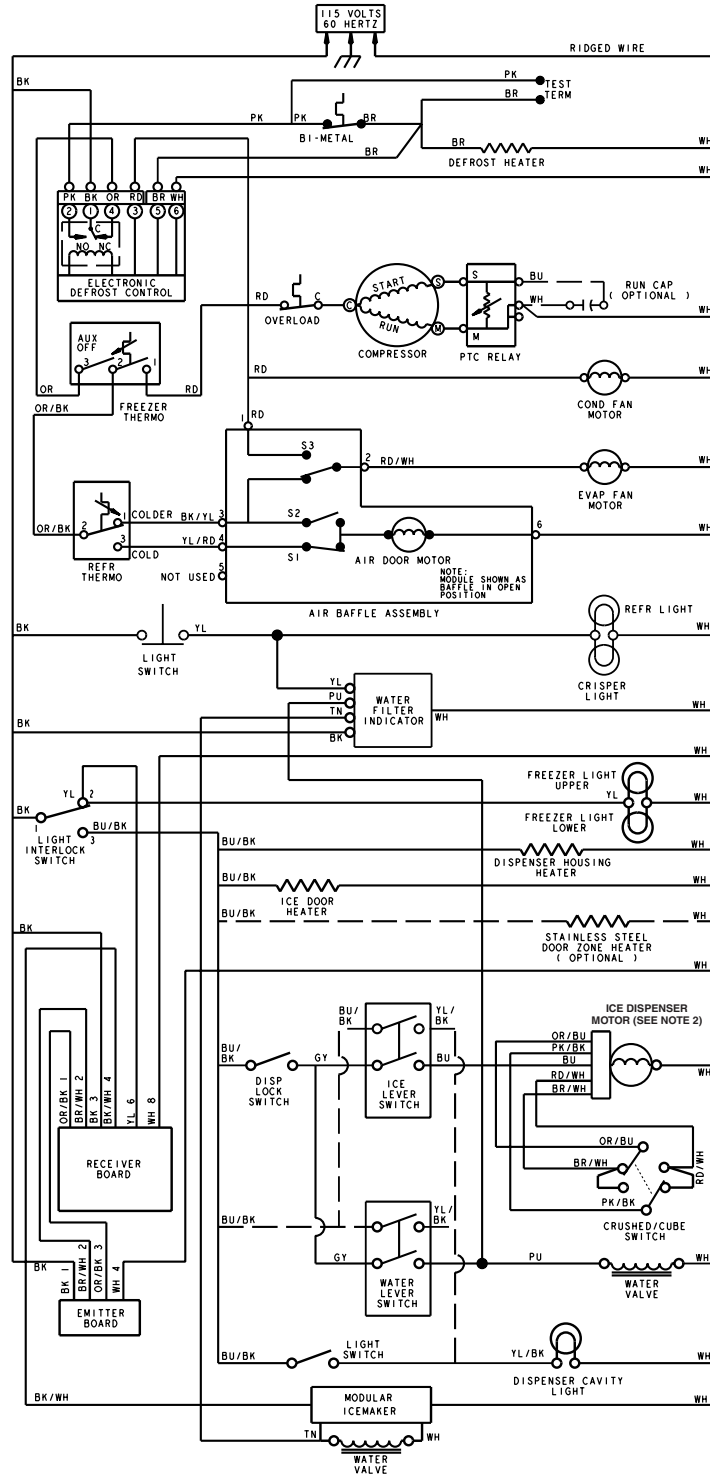 115 VOLTS
60 HERTZ
RIDGED WIRE
BK
PK
TEST
TERM
BR
PK
PK
BR
BI-METAL
BR
DEFROST HEATER
WH
BR
WH
PK BK OR RD BR WH
2 1 4 3 5 6
C
NO NC
ELECTRONIC
DEFROST CONTROL
RD
C
OVERLOAD
C
START
RUN
S
M
COMPRESSOR
S
M
PTC RELAY
BU
WH
RUN CAP
( OPTIONAL )
WH
AUX
OFF
3 2 1
OR
RD
OR/BK
FREEZER
THERMO
RD
COND FAN
MOTOR
WH
1 RD
S3
2
RD/WH
EVAP FAN
MOTOR
WH
OR/BK
2
1
COLDER
BK/YL
3
S2
3
COLD
YL/RD
4
S1
AIR DOOR MOTOR
6
WH
REFR
THERMO
NOT USED
5
NOTE:
MODULE SHOWN AS
BAFFLE IN OPEN
POSITION
AIR BAFFLE ASSEMBLY
BK
YL
LIGHT
SWITCH
REFR LIGHT
WH
CRISPER
LIGHT
YL
PU
TN
BK
WATER
FILTER
INDICATOR
WH
WH
BK
WH
YL 2
BK
1
BU/BK
3
LIGHT
INTERLOCK
SWITCH
FREEZER LIGHT
UPPER
YL
WH
FREEZER LIGHT
LOWER
BU/BK
DISPENSER HOUSING
HEATER
WH
BU/BK
ICE DOOR
HEATER
WH
BU/BK
STAINLESS STEEL
DOOR ZONE HEATER
( OPTIONAL )
WH
BK
WH
BU/
BK
YL/
BK
ICE DISPENSER
MOTOR (SEE NOTE 2)
OR/BU
PK/BK
BU
RD/WH
BR/WH
WH
BU/
BK
DISP
LOCK
SWITCH
GY
BU
ICE
LEVER
SWITCH
OR/BK 1
BR/WH 2
BK 3
BK/WH 4
YL 6
WH 8
RECEIVER
BOARD
OR/BU
BR/WH
PK/BK
RD/WH
CRUSHED/CUBE
SWITCH
BU/BK
YL/
BK
GY
WATER
LEVER
SWITCH
PU
WATER
VALVE
WH
BK
BK 1
BR/WH 2
OR/BK 3
WH 4
EMITTER
BOARD
BU/BK
LIGHT
SWITCH
YL/BK
WH
DISPENSER CAVITY
LIGHT
BK/WH
MODULAR
ICEMAKER
WH
TN
WH
WATER
VALVE